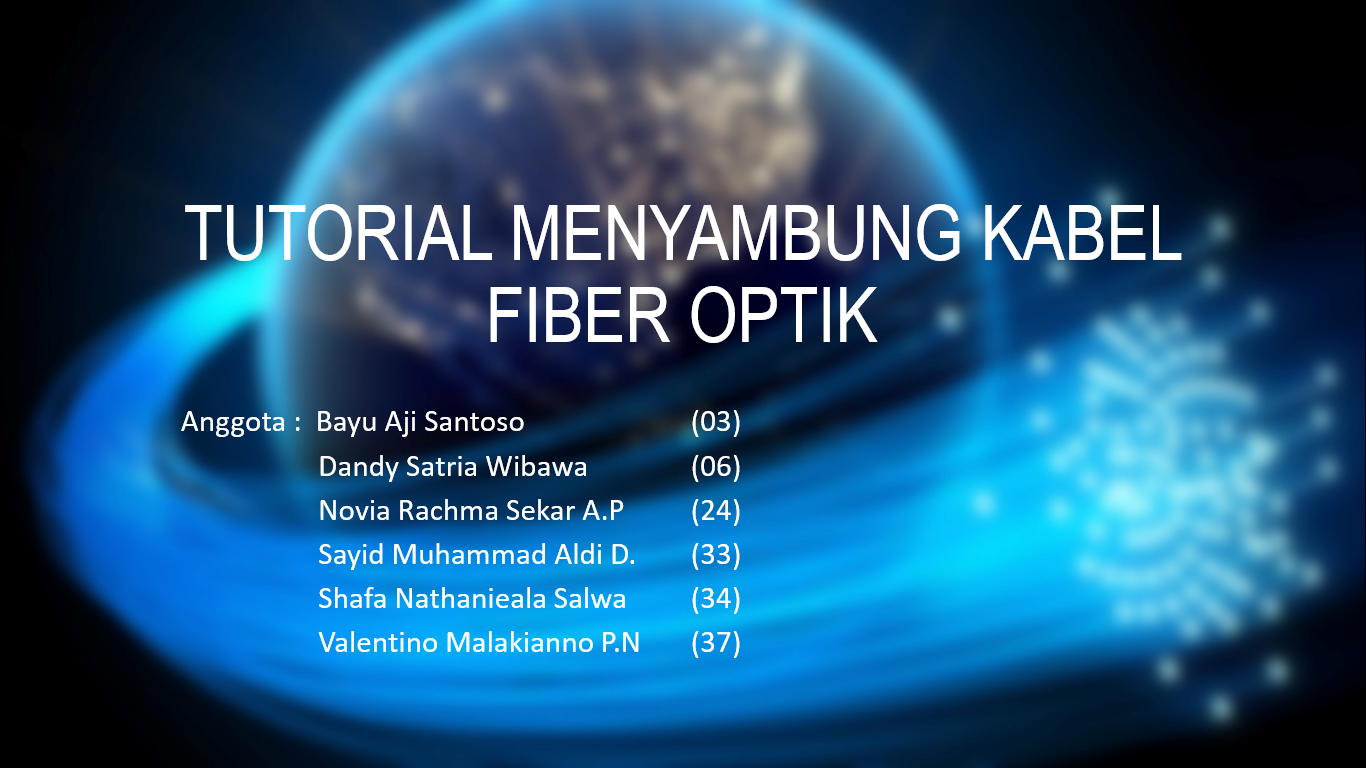 TUTORIAL MENYAMBUNG KABEL
FIBER OPTIK
Anggota : Bayu Aji Santoso (03)
Dandy Satria Wibawa (06)
Novia Rachma Sekar A.P (24)
Sayid Muhammad Aldi D. (33)
Shafa Nathanieala Salwa (34)
Valentino Malakianno P.N (37)